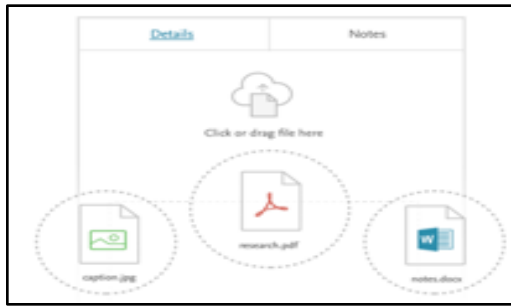 Details
Notes
Click or drag file here
research.pdf
caption.jpg
notes.docx
W